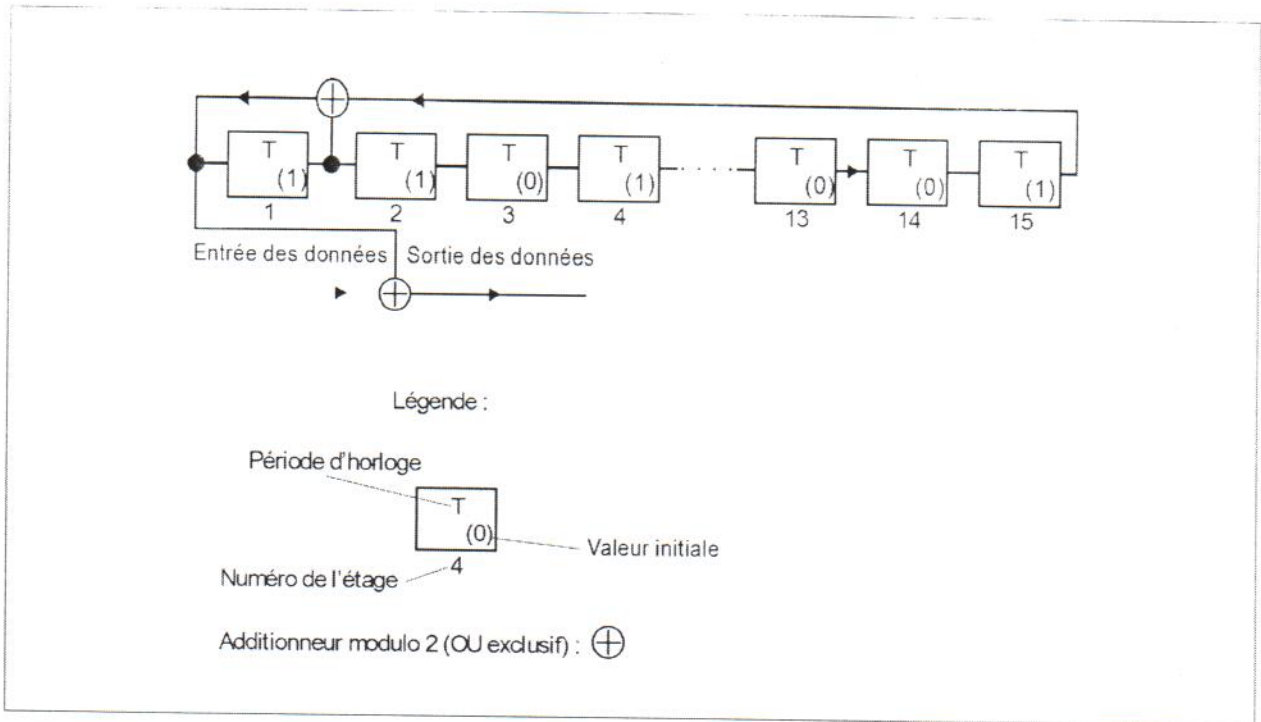 T T T T T T T
(1) (1) (0) (1) (0) (0) (1)
1 2 3 4 13 14 15
Entrée des données Sortie des données
Légende :
Période d'horloge
T
(0)
Valeur initiale
4
Numéro de l'étage
Additionneur modulo 2 (OU exclusif) :